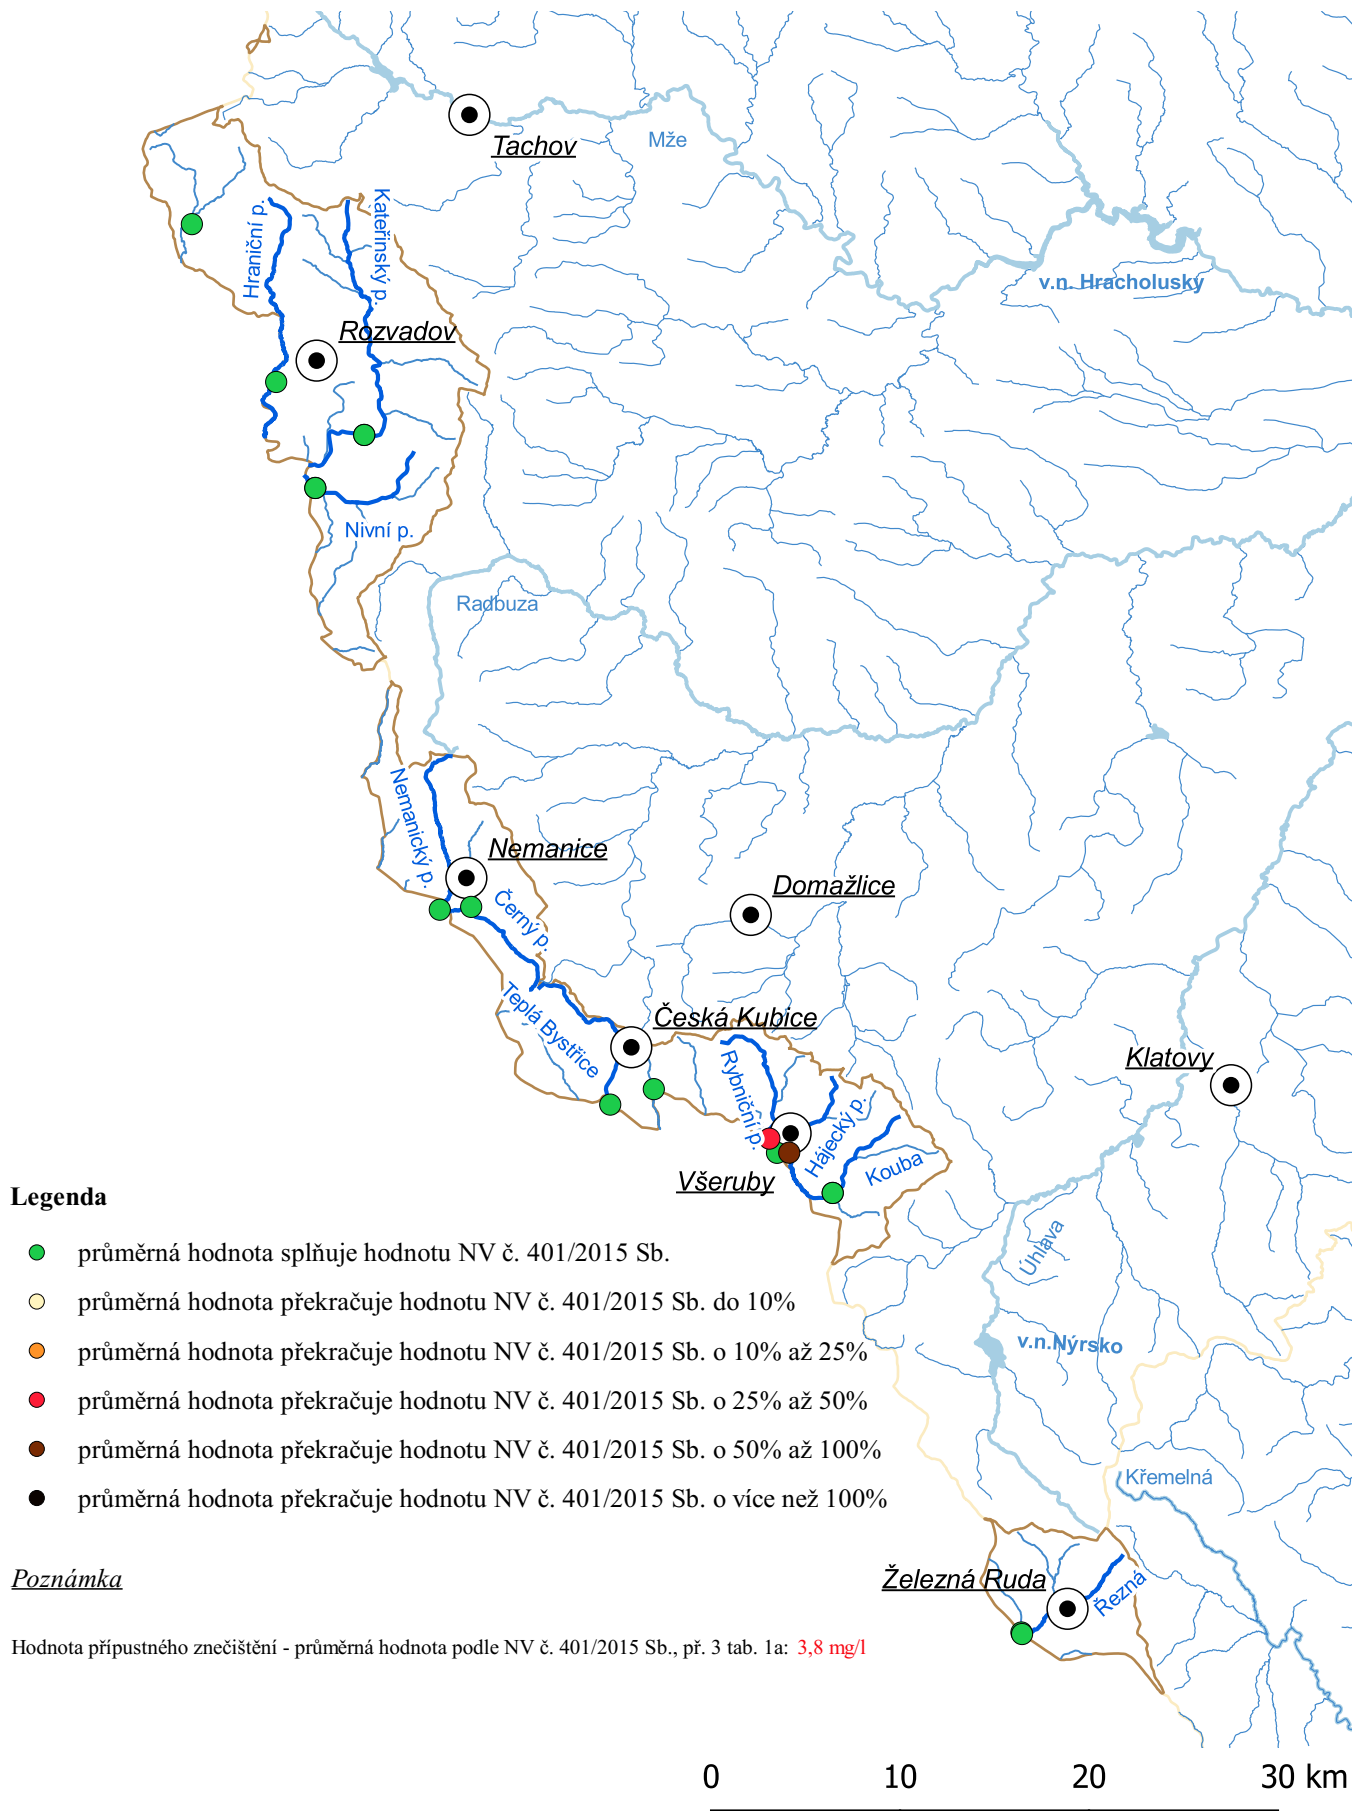 Tachov
Mže
Kateřinský p.
Hraniční p.
v.n. Hracholusky
Rozvadov
Nivní p.
Radbuza
Nemanický p.
Nemanice
Domažlice
Černý p.
Teplá Bystřice
Česká Kubice
Klatovy
Rybniční p.
Hájecký p.
Kouba
Všeruby
Úhlava
v.n.Nýrsko
Legenda
průměrná hodnota splňuje hodnotu NV č. 401/2015 Sb.
průměrná hodnota překračuje hodnotu NV č. 401/2015 Sb. do 10%
průměrná hodnota překračuje hodnotu NV č. 401/2015 Sb. o 10% až 25%
průměrná hodnota překračuje hodnotu NV č. 401/2015 Sb. o 25% až 50%
průměrná hodnota překračuje hodnotu NV č. 401/2015 Sb. o 50% až 100%
průměrná hodnota překračuje hodnotu NV č. 401/2015 Sb. o více než 100%
Křemelná
Železná Ruda
Řezná
Poznámka
Hodnota přípustného znečištění - průměrná hodnota podle NV č. 401/2015 Sb., př. 3 tab. 1a: 3,8 mg/l
0 10 20 30 km